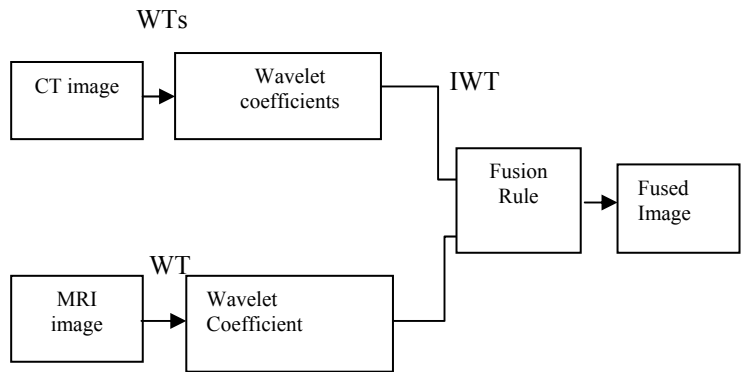 WTs
CT image
Wavelet
coefficients
IWT
Fusion
Rule
Fused
Image
WT
MRI
image
Wavelet
Coefficient